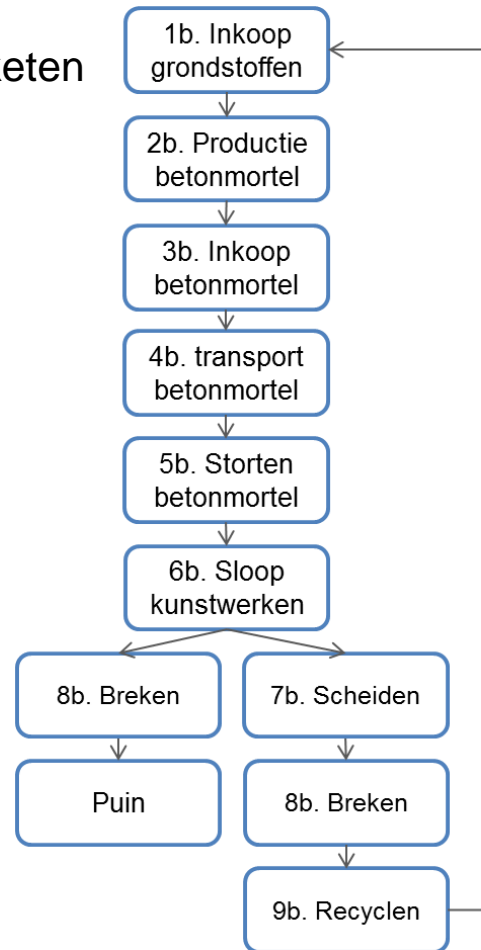 keten
1b. Inkoop
grondstoffen
2b. Productie
betonmortel
3b. Inkoop
betonmortel
4b. transport
betonmortel
5b. Storten
betonmortel
6b. Sloop
kunstwerken
8b. Breken
7b. Scheiden
Puin
8b. Breken
9b. Recyclen